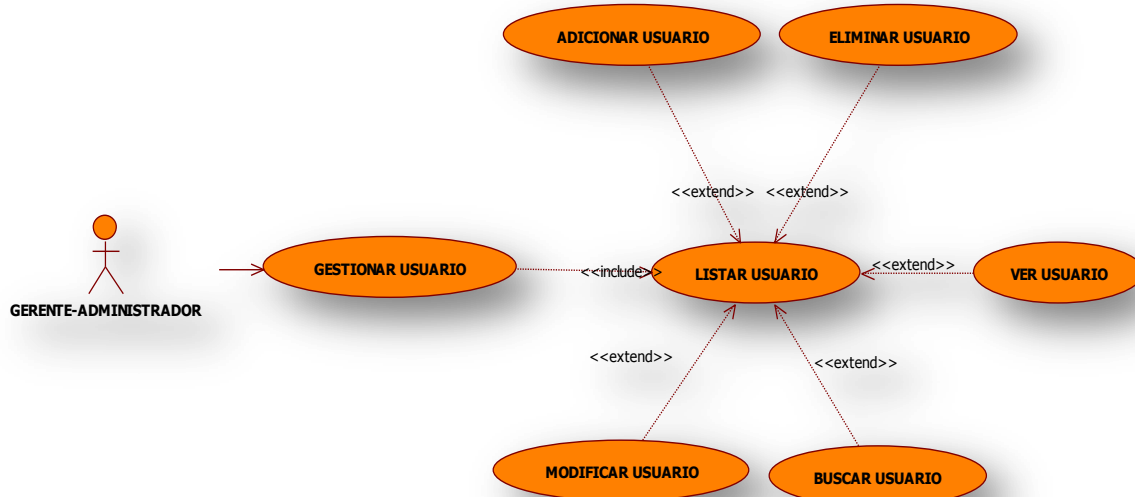 ADICIONAR USUARIO
ELIMINAR USUARIO
<<extend>>
<<extend>>
GERENTE-ADMINISTRADOR
GESTIONAR USUARIO
<<include>>
LISTAR USUARIO
<<extend>>
VER USUARIO
<<extend>>
<<extend>>
MODIFICAR USUARIO
BUSCAR USUARIO